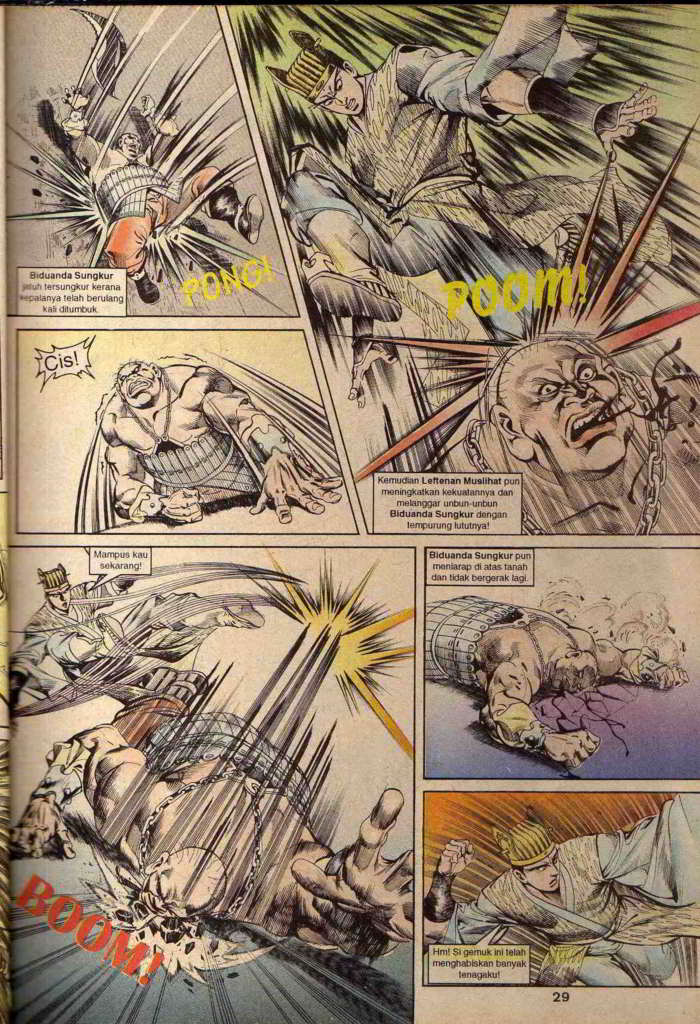 Biduanda Sungkur
jatuh tersungkur kerana
kepalanya telah berulang
kali ditumbuk.
PONG!
POOM!
Kemudian Leftenan Muslihat pun
meningkatkan kekuatannya dan
melanggar unbun-unbun
Biduanda Sungkur dengan
tempurung lututnya!
Cis!
Mampus kau
sekarang!
BOOM!
Biduanda Sungkur pun
meniarap di atas tanah
dan tidak bergerak lagi.
Hm! Si gemuk ini telah
menghabiskan banyak
tenagaku!
29